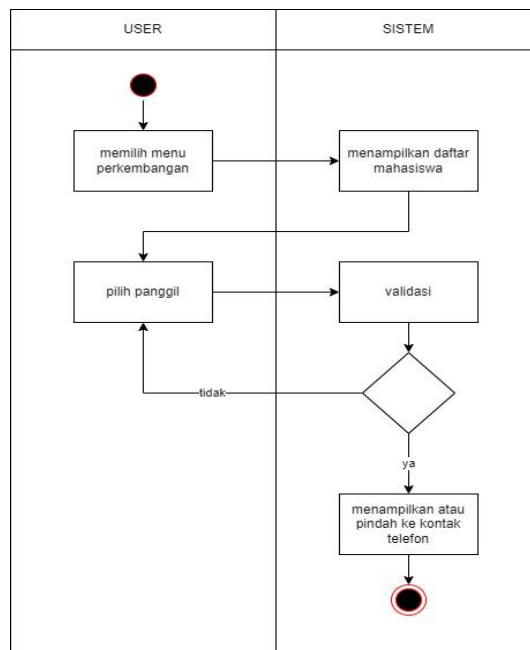 USER
SISTEM
memilih menu
perkembangan
menampilkan daftar
mahasiswa
pilih panggil
validasi
tidak
ya
menampilkan atau
pindah ke kontak
telefon